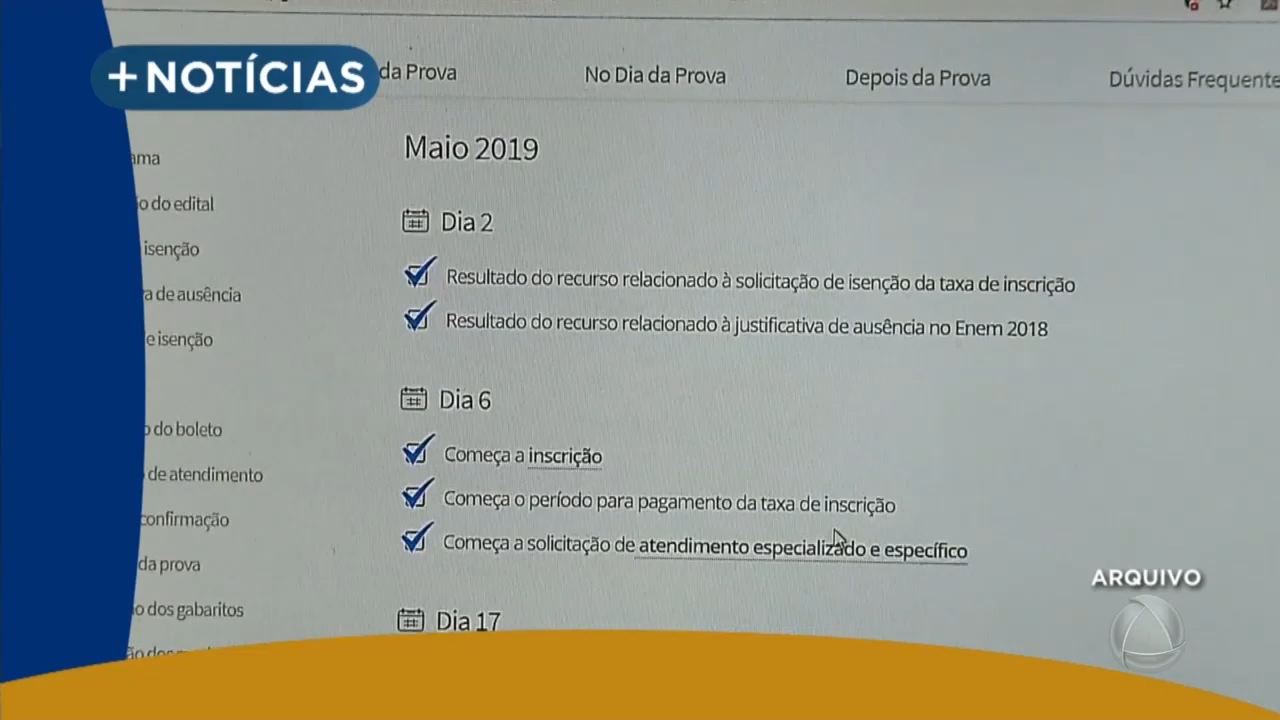 +NOTÍCIAS
da Prova
No Dia da Prova
Depois da Prova
Dúvidas Frequente
ama
o do edital
isenção
a de ausência
e isenção
o do boleto
de atendimento
confirmação
da prova
o dos gabaritos
Maio 2019
Dia 2
Resultado do recurso relacionado à solicitação de isenção da taxa de inscrição
Resultado do recurso relacionado à justificativa de ausência no Enem 2018
Dia 6
Começa a inscrição
Começa o período para pagamento da taxa de inscrição
Começa a solicitação de atendimento especializado e específico
Dia 17
ARQUIVO